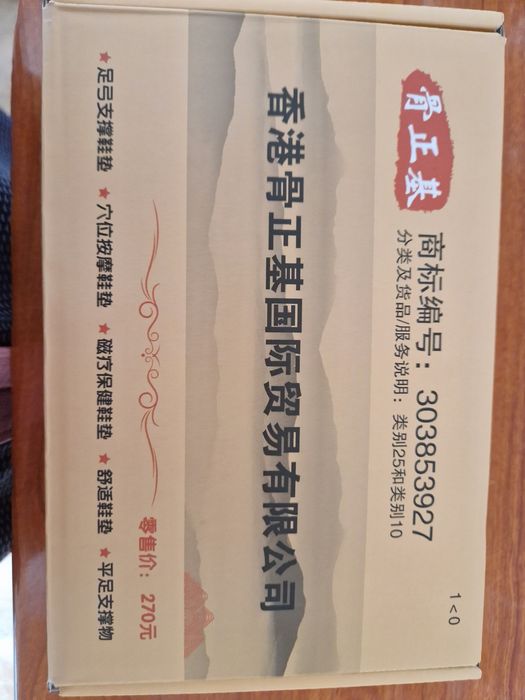 骨正基
商标编号：303853927
分类及货品/服务说明：类别25和类别10
1<0
香港骨正基国际贸易有限公司
零售价：270元
★足弓支撑鞋垫 ★穴位按摩鞋垫 ★磁疗保健鞋垫 ★舒适鞋垫 ★平足支撑物